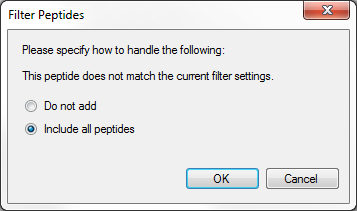 Filter Peptides
Please specify how to handle the following:
This peptide does not match the current filter settings.
Do not add
Include all peptides
OK Cancel